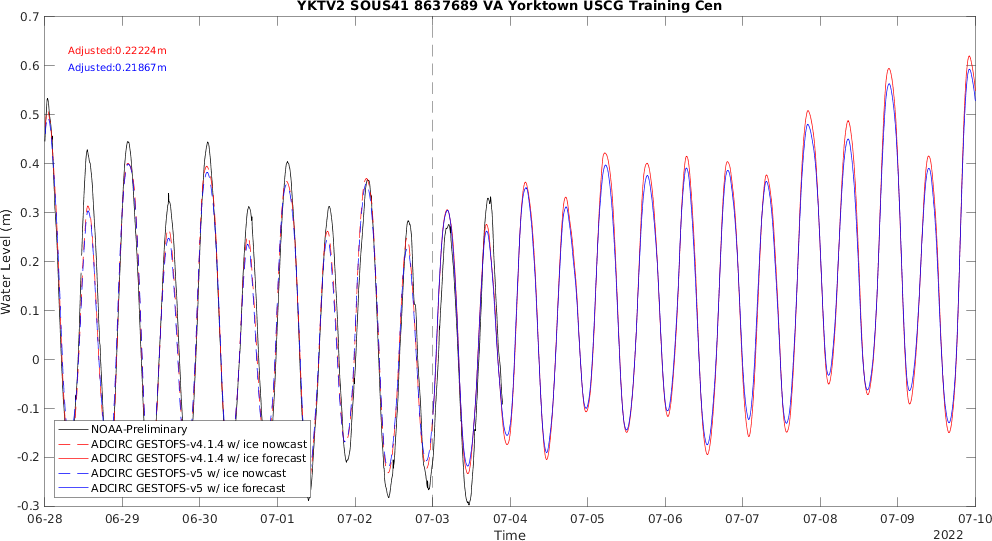 YKTV2 SOUS41 8637689 VA Yorktown USCG Training Cen
Adjusted:0.22224m
Adjusted:0.21867m
Water Level (m)
0.7
0.6
0.5
0.4
0.3
0.2
0.1
0
-0.1
-0.2
-0.3
NOAA-Preliminary
ADCIRC GESTOFS-v4.1.4 w/ ice nowcast
ADCIRC GESTOFS-v4.1.4 w/ ice forecast
ADCIRC GESTOFS-v5 w/ ice nowcast
ADCIRC GESTOFS-v5 w/ ice forecast
06-28 06-29 06-30 07-01 07-02 07-03 07-04 07-05 07-06 07-07 07-08 07-09 07-10
Time
2022